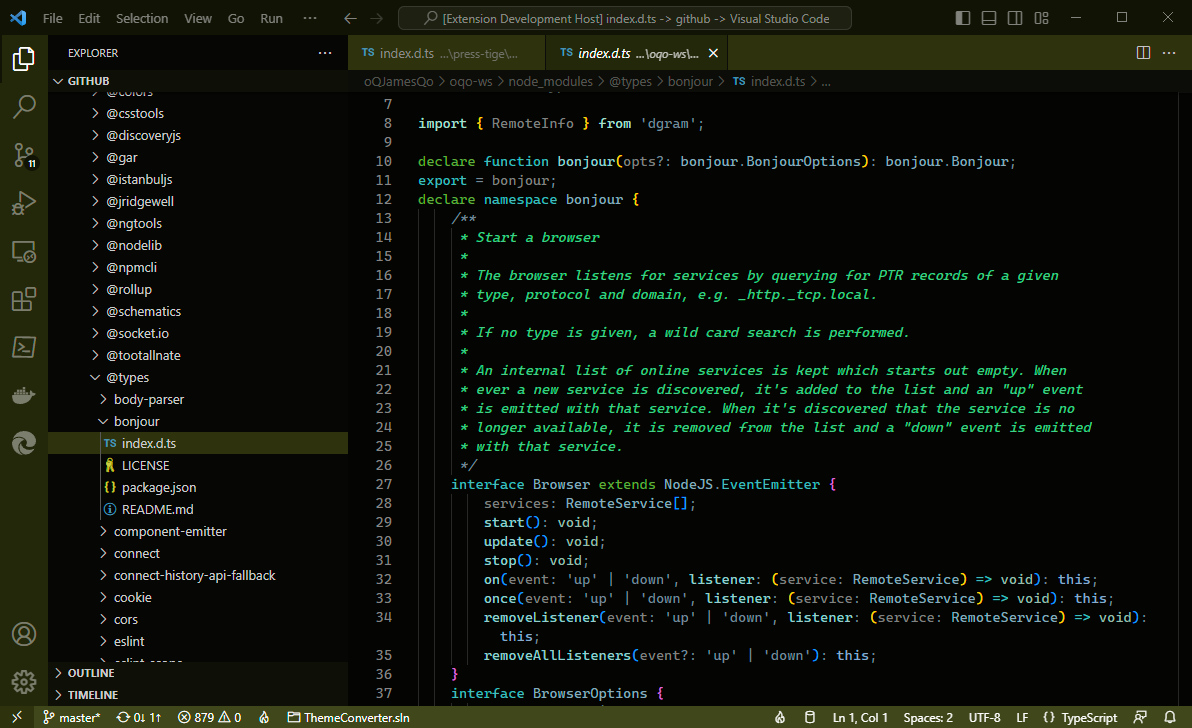 File Edit Selection View Go Run ··· [Extension Development Host] index.d.ts -> github -> Visual Studio Code
EXPLORER ···
GITHUB
@colors
@csstools
@discoveryjs
@gar
@istanbuljs
@jridgewell
@ngtools
@nodelib
@npmcli
@rollup
@schematics
@socket.io
@tootallnate
@types
body-parser
bonjour
TS index.d.ts
LICENSE
{} package.json
README.md
component-emitter
connect
connect-history-api-fallback
cookie
cors
eslint
eslint-scope
OUTLINE
TIMELINE
11
TS index.d.ts ...\press-tige\... TS index.d.ts ...\oqo-ws\... ···
oQJamesQo > oqo-ws > node_modules > @types > bonjour > TS index.d.ts > ...
7
8 import { RemoteInfo } from 'dgram';
9
10 declare function bonjour(opts?: bonjour.BonjourOptions): bonjour.Bonjour;
11 export = bonjour;
12 declare namespace bonjour {
13 /**
14 * Start a browser
15 *
16 * The browser listens for services by querying for PTR records of a given
17 * type, protocol and domain, e.g. _http._tcp.local.
18 *
19 * If no type is given, a wild card search is performed.
20 *
21 * An internal list of online services is kept which starts out empty. When
22 * ever a new service is discovered, it's added to the list and an "up" event
23 * is emitted with that service. When it's discovered that the service is no
24 * longer available, it is removed from the list and a "down" event is emitted
25 * with that service.
26 */
27 interface Browser extends NodeJS.EventEmitter {
28 services: RemoteService[];
29 start(): void;
30 update(): void;
31 stop(): void;
32 on(event: 'up' | 'down', listener: (service: RemoteService) => void): this;
33 once(event: 'up' | 'down', listener: (service: RemoteService) => void): this;
34 removeListener(event: 'up' | 'down', listener: (service: RemoteService) => void):
this;
35 removeAllListeners(event?: 'up' | 'down'): this;
36 }
37 interface BrowserOptions {
master* 0↓ 1↑ 879 0 ThemeConverter.sln Ln 1, Col 1 Spaces: 2 UTF-8 LF {} TypeScript